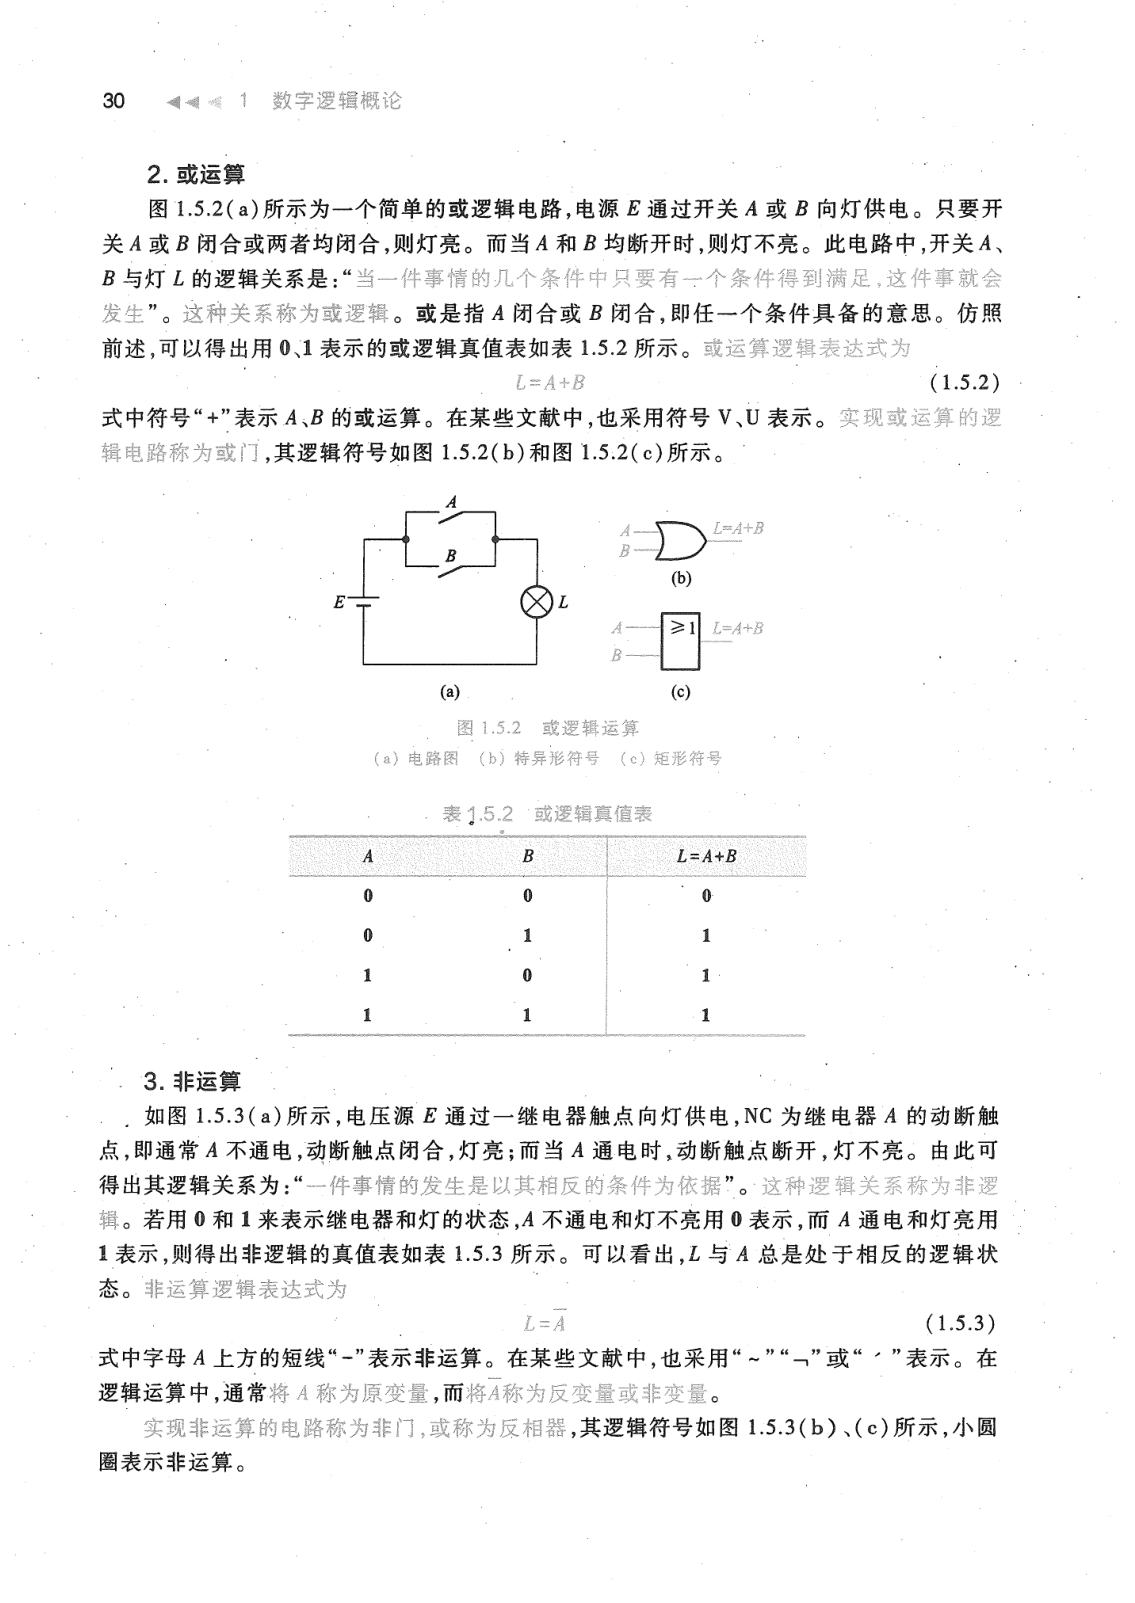 30 1 数字逻辑概论
2. 或运算
图 1.5.2(a)所示为一个简单的或逻辑电路,电源 E 通过开关 A 或 B 向灯供电。只要开
关 A 或 B 闭合或两者均闭合,则灯亮。而当 A 和 B 均断开时,则灯不亮。此电路中,开关 A、
B 与灯 L 的逻辑关系是:“当一件事情的几个条件中只要有一个条件得到满足,这件事就会
发生”。这种关系称为或逻辑。或是指 A 闭合或 B 闭合,即任一个条件具备的意思。仿照
前述,可以得出用 0、1 表示的或逻辑真值表如表 1.5.2 所示。或运算逻辑表达式为
L=A+B (1.5.2)
式中符号“+”表示 A、B 的或运算。在某些文献中,也采用符号 V、U 表示。实现或运算的逻
辑电路称为或门,其逻辑符号如图 1.5.2(b)和图 1.5.2(c)所示。
A
B
E
L
(a)
A
B
L=A+B
(b)
A
B
≥1
L=A+B
(c)
图 1.5.2 或逻辑运算
(a) 电路图 (b) 特异形符号 (c) 矩形符号
表 1.5.2 或逻辑真值表
A B L=A+B
0 0 0
0 1 1
1 0 1
1 1 1
3. 非运算
如图 1.5.3(a)所示,电压源 E 通过一继电器触点向灯供电,NC 为继电器 A 的动断触
点,即通常 A 不通电,动断触点闭合,灯亮;而当 A 通电时,动断触点断开,灯不亮。由此可
得出其逻辑关系为:“一件事情的发生是以其相反的条件为依据”。这种逻辑关系称为非逻
辑。若用 0 和 1 来表示继电器和灯的状态,A 不通电和灯不亮用 0 表示,而 A 通电和灯亮用
1 表示,则得出非逻辑的真值表如表 1.5.3 所示。可以看出,L 与 A 总是处于相反的逻辑状
态。非运算逻辑表达式为
L=A̅ (1.5.3)
式中字母 A 上方的短线“-”表示非运算。在某些文献中,也采用“~”“¬”或“ˊ”表示。在
逻辑运算中,通常将 A 称为原变量,而将A̅称为反变量或非变量。
实现非运算的电路称为非门,或称为反相器,其逻辑符号如图 1.5.3(b)、(c)所示,小圆
圈表示非运算。